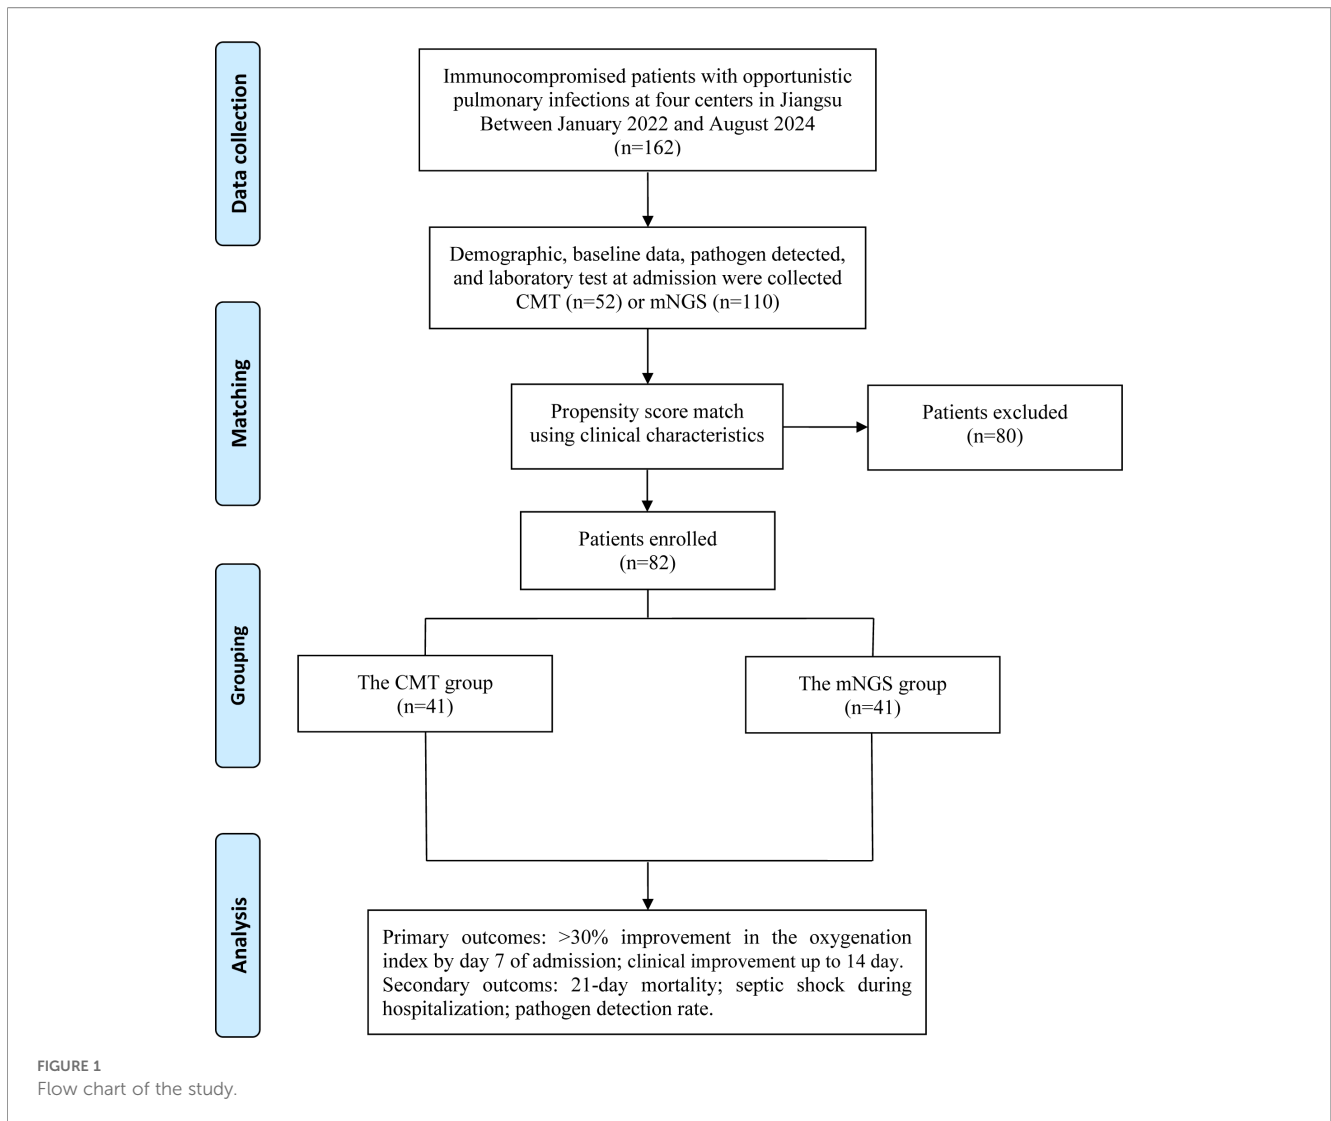 Data collection
Immunocompromised patients with opportunistic
pulmonary infections at four centers in Jiangsu
Between January 2022 and August 2024
(n=162)
Demographic, baseline data, pathogen detected,
and laboratory test at admission were collected
CMT (n=52) or mNGS (n=110)
Matching
Propensity score match
using clinical characteristics
Patients excluded
(n=80)
Patients enrolled
(n=82)
Grouping
The CMT group
(n=41)
The mNGS group
(n=41)
Analysis
Primary outcomes: >30% improvement in the oxygenation
index by day 7 of admission; clinical improvement up to 14 day.
Secondary outcoms: 21-day mortality; septic shock during
hospitalization; pathogen detection rate.
FIGURE 1
Flow chart of the study.